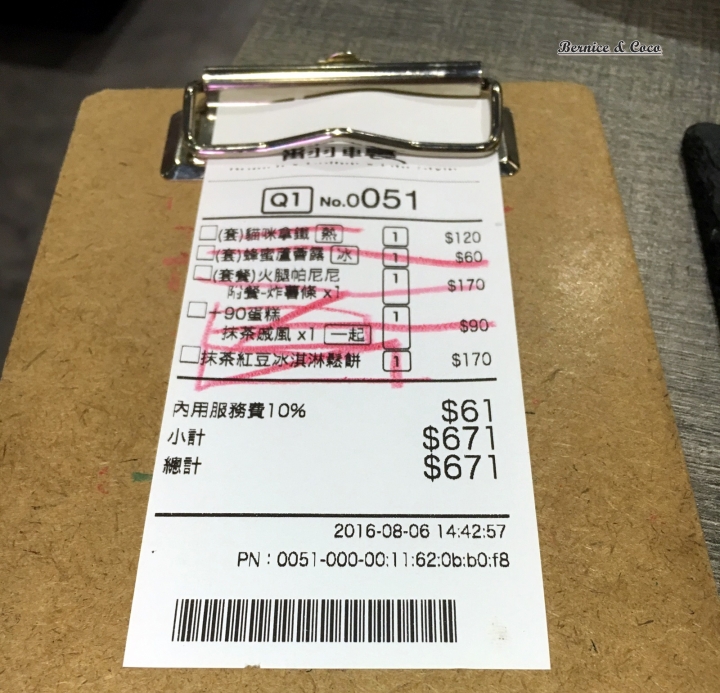 Bernice & Coco
Q1 No.0051
(套)貓咪拿鐵 熱 1 $120
(套)蜂蜜蘆薈露 冰 1 $60
(套餐)火腿帕尼尼 1 $170
附餐-炸薯條 x1
+90蛋糕 1 $90
抹茶戚風 x1 一起
抹茶紅豆冰淇淋鬆餅 1 $170
內用服務費10% $61
小計 $671
總計 $671
2016-08-06 14:42:57
PN：0051-000-00:11:62:0b:b0:f8